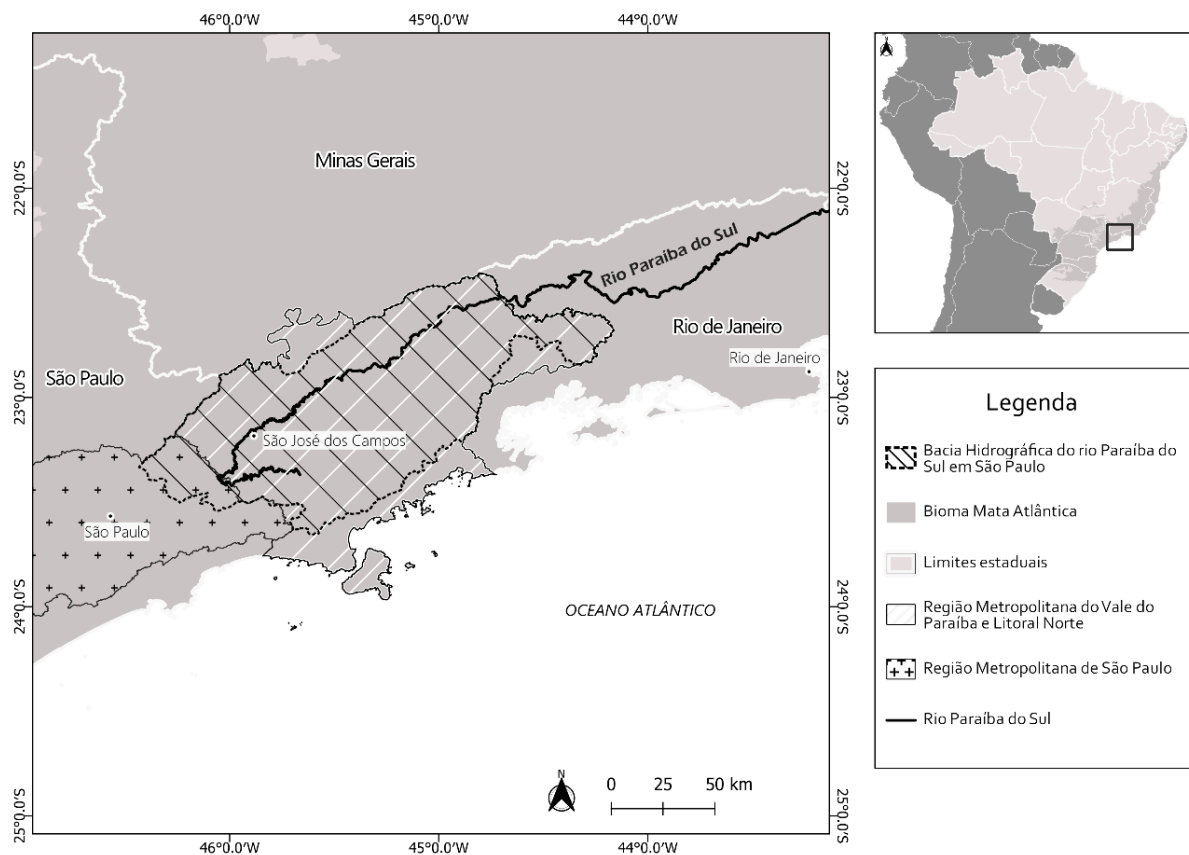 46°0.0'W 45°0.0'W 44°0.0'W
Minas Gerais
22°0.0'S 22°0.0'S
Rio Paraíba do Sul
Rio de Janeiro
Rio de Janeiro
São Paulo
23°0.0'S 23°0.0'S
São José dos Campos
São Paulo
24°0.0'S 24°0.0'S
OCEANO ATLÂNTICO
N
0 25 50 km
25°0.0'S 25°0.0'S
46°0.0'W 45°0.0'W 44°0.0'W
Legenda
Bacia Hidrográfica do rio Paraíba do
Sul em São Paulo
Bioma Mata Atlântica
Limites estaduais
Região Metropolitana do Vale do
Paraíba e Litoral Norte
Região Metropolitana de São Paulo
Rio Paraíba do Sul